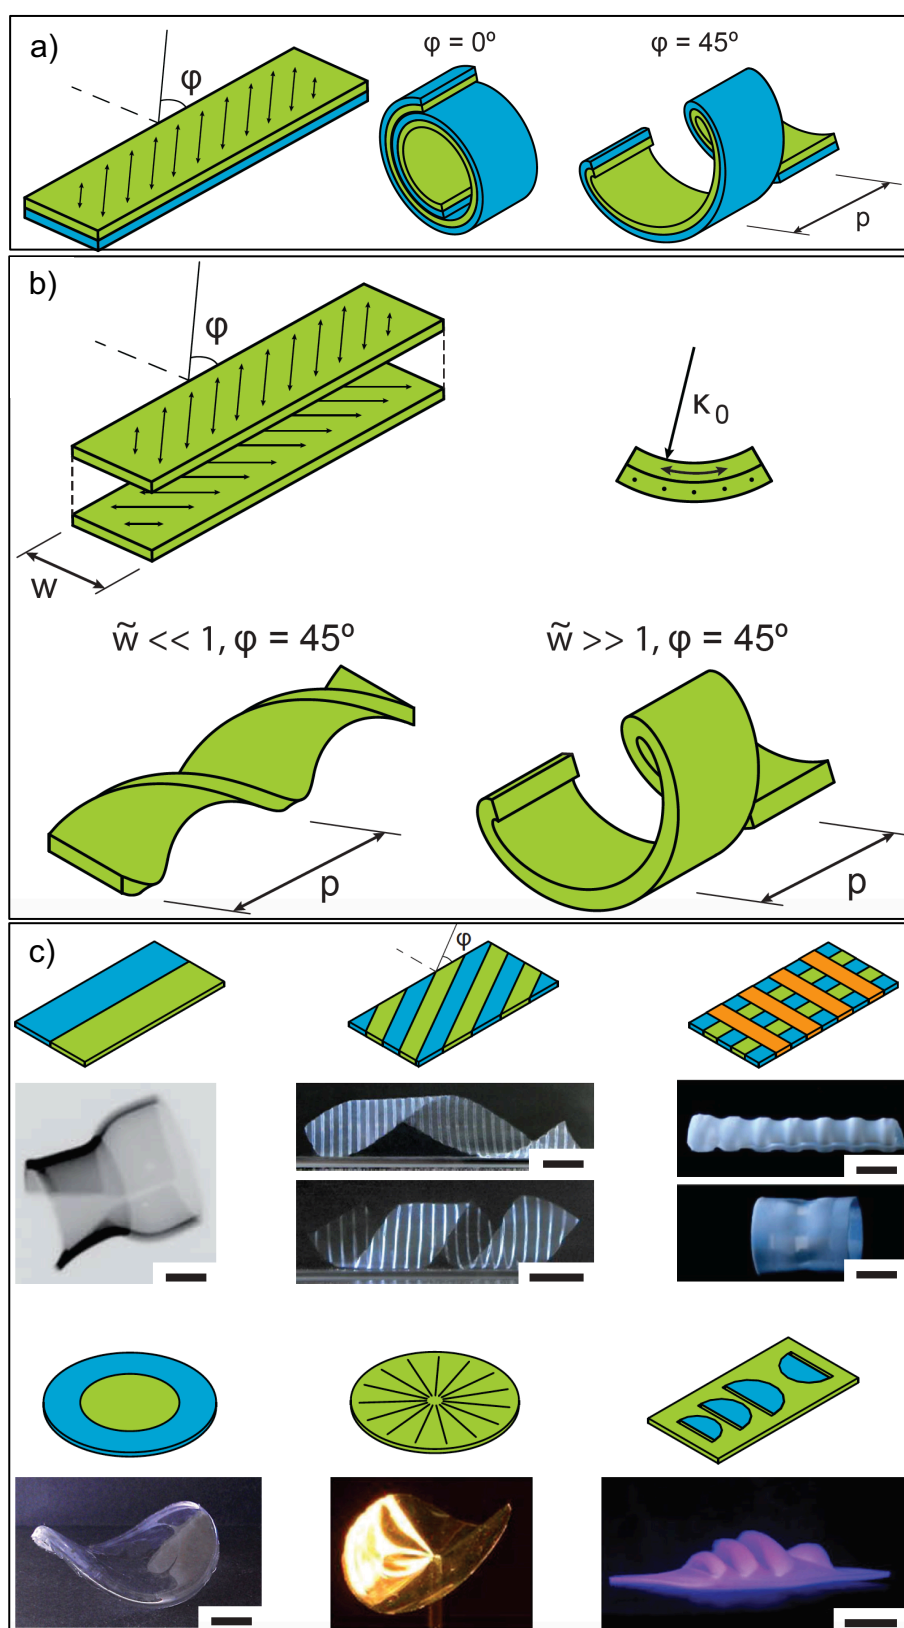 a)
φ
φ = 0º
φ = 45º
p
b)
φ
κ0
w
w̃ << 1, φ = 45º
w̃ >> 1, φ = 45º
p
p
c)
φ